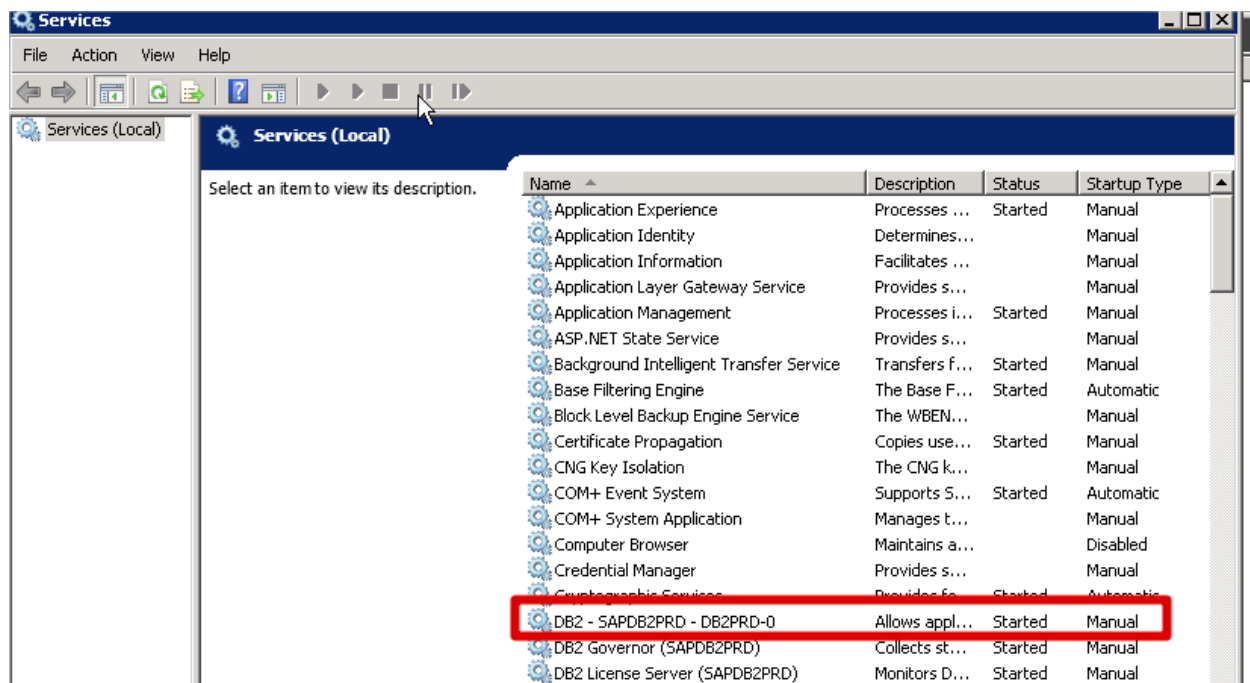 Services
File Action View Help
Services (Local)
Services (Local)
Select an item to view its description.
Name Description Status Startup Type
Application Experience Processes ... Started Manual
Application Identity Determines... Manual
Application Information Facilitates ... Manual
Application Layer Gateway Service Provides s... Manual
Application Management Processes i... Started Manual
ASP.NET State Service Provides s... Manual
Background Intelligent Transfer Service Transfers f... Started Manual
Base Filtering Engine The Base F... Started Automatic
Block Level Backup Engine Service The WBEN... Manual
Certificate Propagation Copies use... Started Manual
CNG Key Isolation The CNG k... Manual
COM+ Event System Supports S... Started Automatic
COM+ System Application Manages t... Manual
Computer Browser Maintains a... Disabled
Credential Manager Provides s... Manual
Cryptographic Services Provides fo... Started Automatic
DB2 - SAPDB2PRD - DB2PRD-0 Allows appl... Started Manual
DB2 Governor (SAPDB2PRD) Collects st... Started Manual
DB2 License Server (SAPDB2PRD) Monitors D... Started Manual